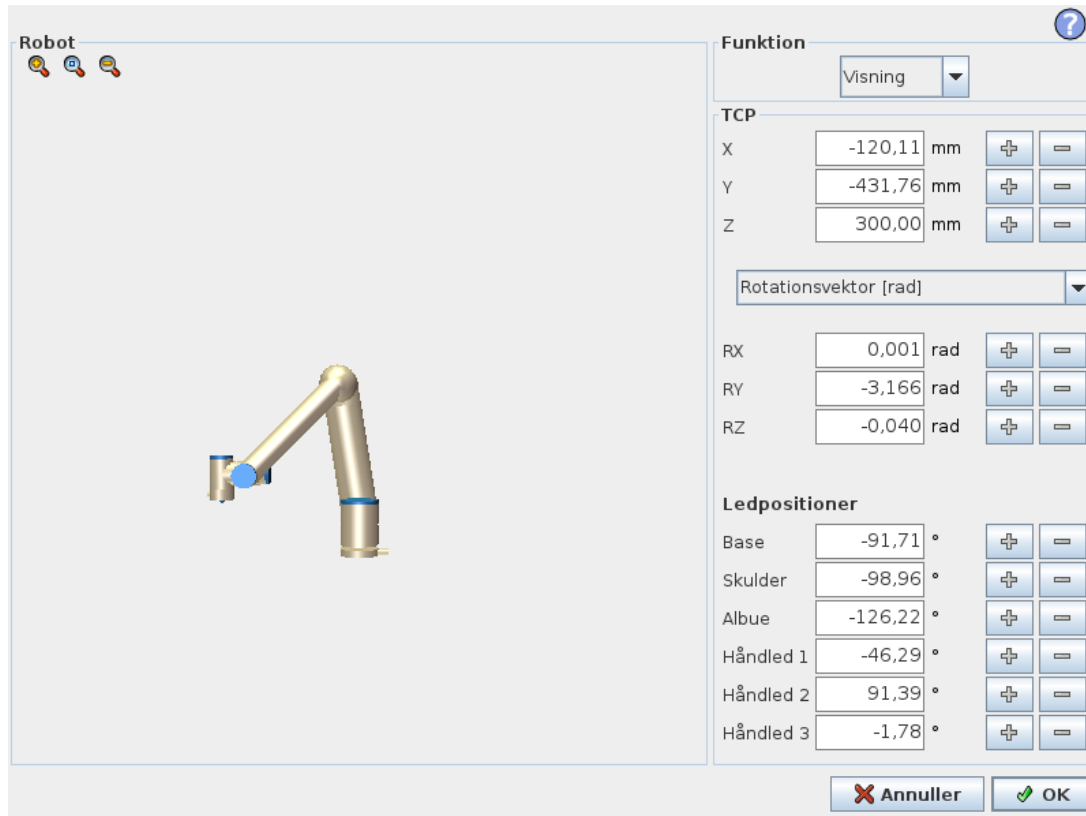 Robot
?
Funktion
Visning
TCP
X -120,11 mm
Y -431,76 mm
Z 300,00 mm
Rotationsvektor [rad]
RX 0,001 rad
RY -3,166 rad
RZ -0,040 rad
Ledpositioner
Base -91,71 °
Skulder -98,96 °
Albue -126,22 °
Håndled 1 -46,29 °
Håndled 2 91,39 °
Håndled 3 -1,78 °
Annuller OK